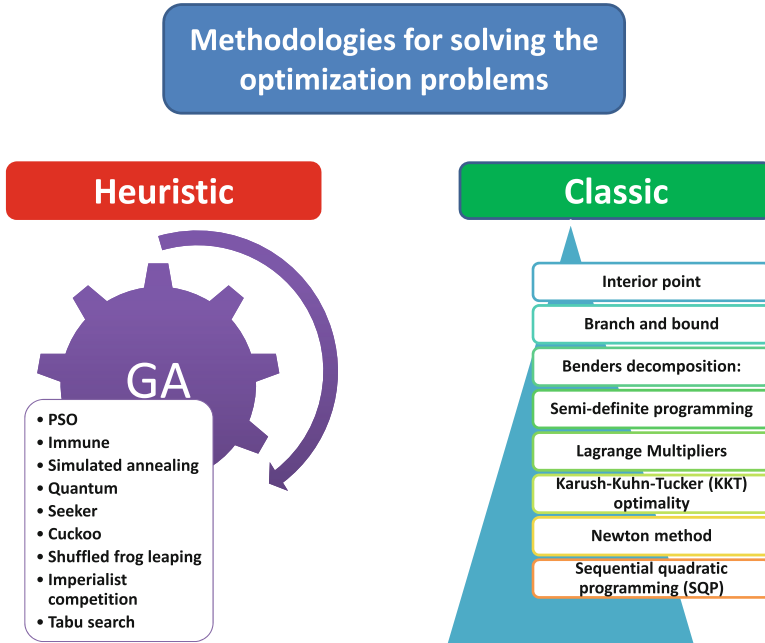 Methodologies for solving the
optimization problems
Heuristic
GA
• PSO
• Immune
• Simulated annealing
• Quantum
• Seeker
• Cuckoo
• Shuffled frog leaping
• Imperialist
competition
• Tabu search
Classic
Interior point
Branch and bound
Benders decomposition:
Semi-definite programming
Lagrange Multipliers
Karush-Kuhn-Tucker (KKT)
optimality
Newton method
Sequential quadratic
programming (SQP)